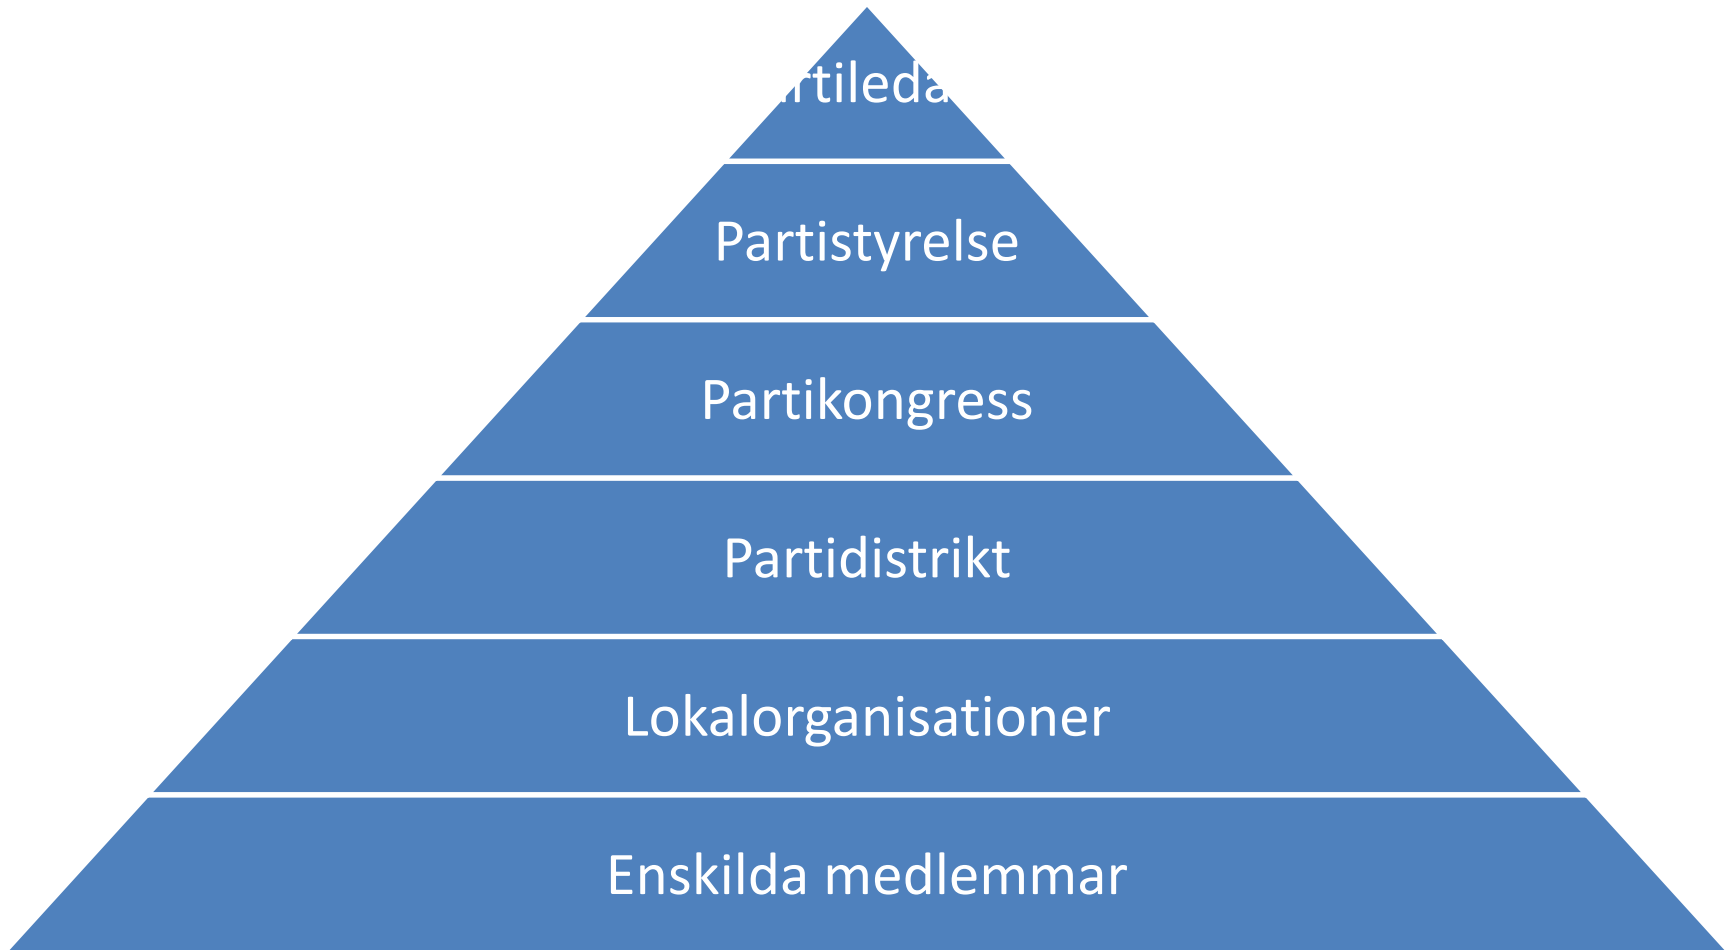 Partistyrelse
Partikongress
Partidistrikt
Lokalorganisationer
Enskilda medlemmar